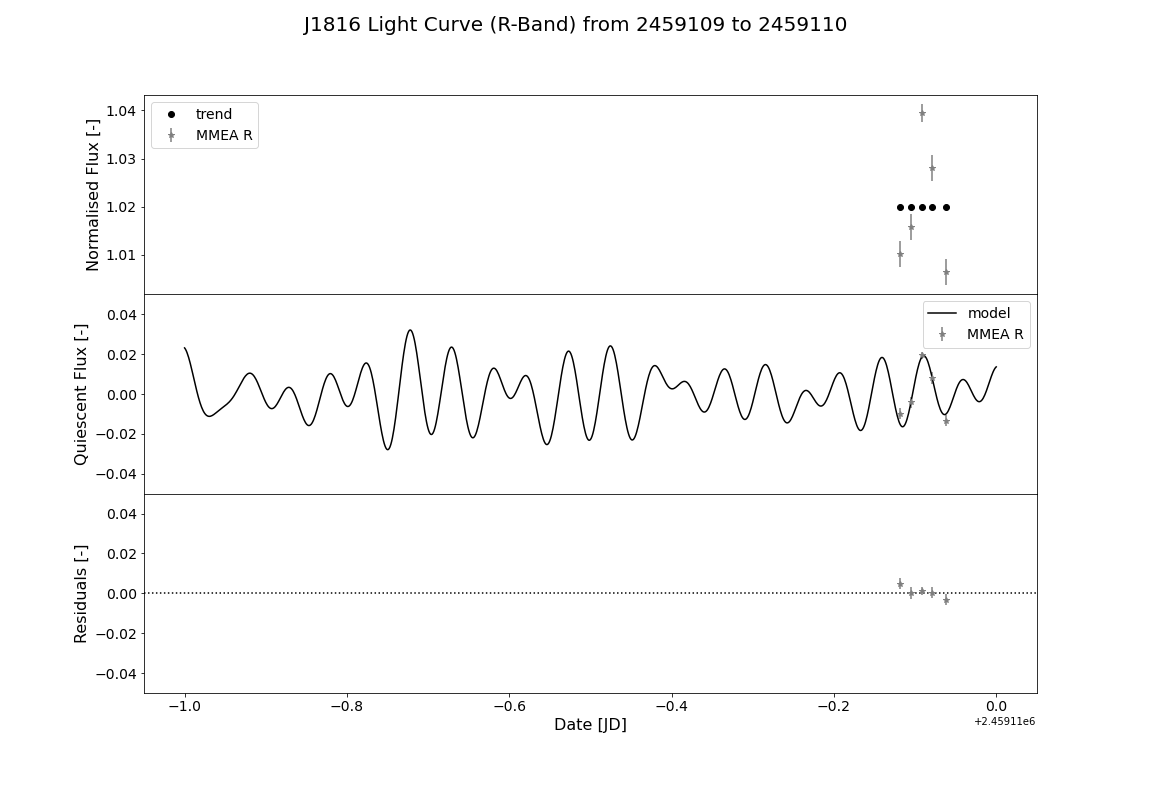 J1816 Light Curve (R-Band) from 2459109 to 2459110
trend
MMEA R
Normalised Flux [-]
1.04
1.03
1.02
1.01
model
MMEA R
Quiescent Flux [-]
0.04
0.02
0.00
−0.02
−0.04
Residuals [-]
0.04
0.02
0.00
−0.02
−0.04
−1.0 −0.8 −0.6 −0.4 −0.2 0.0
Date [JD]
+2.45911e6